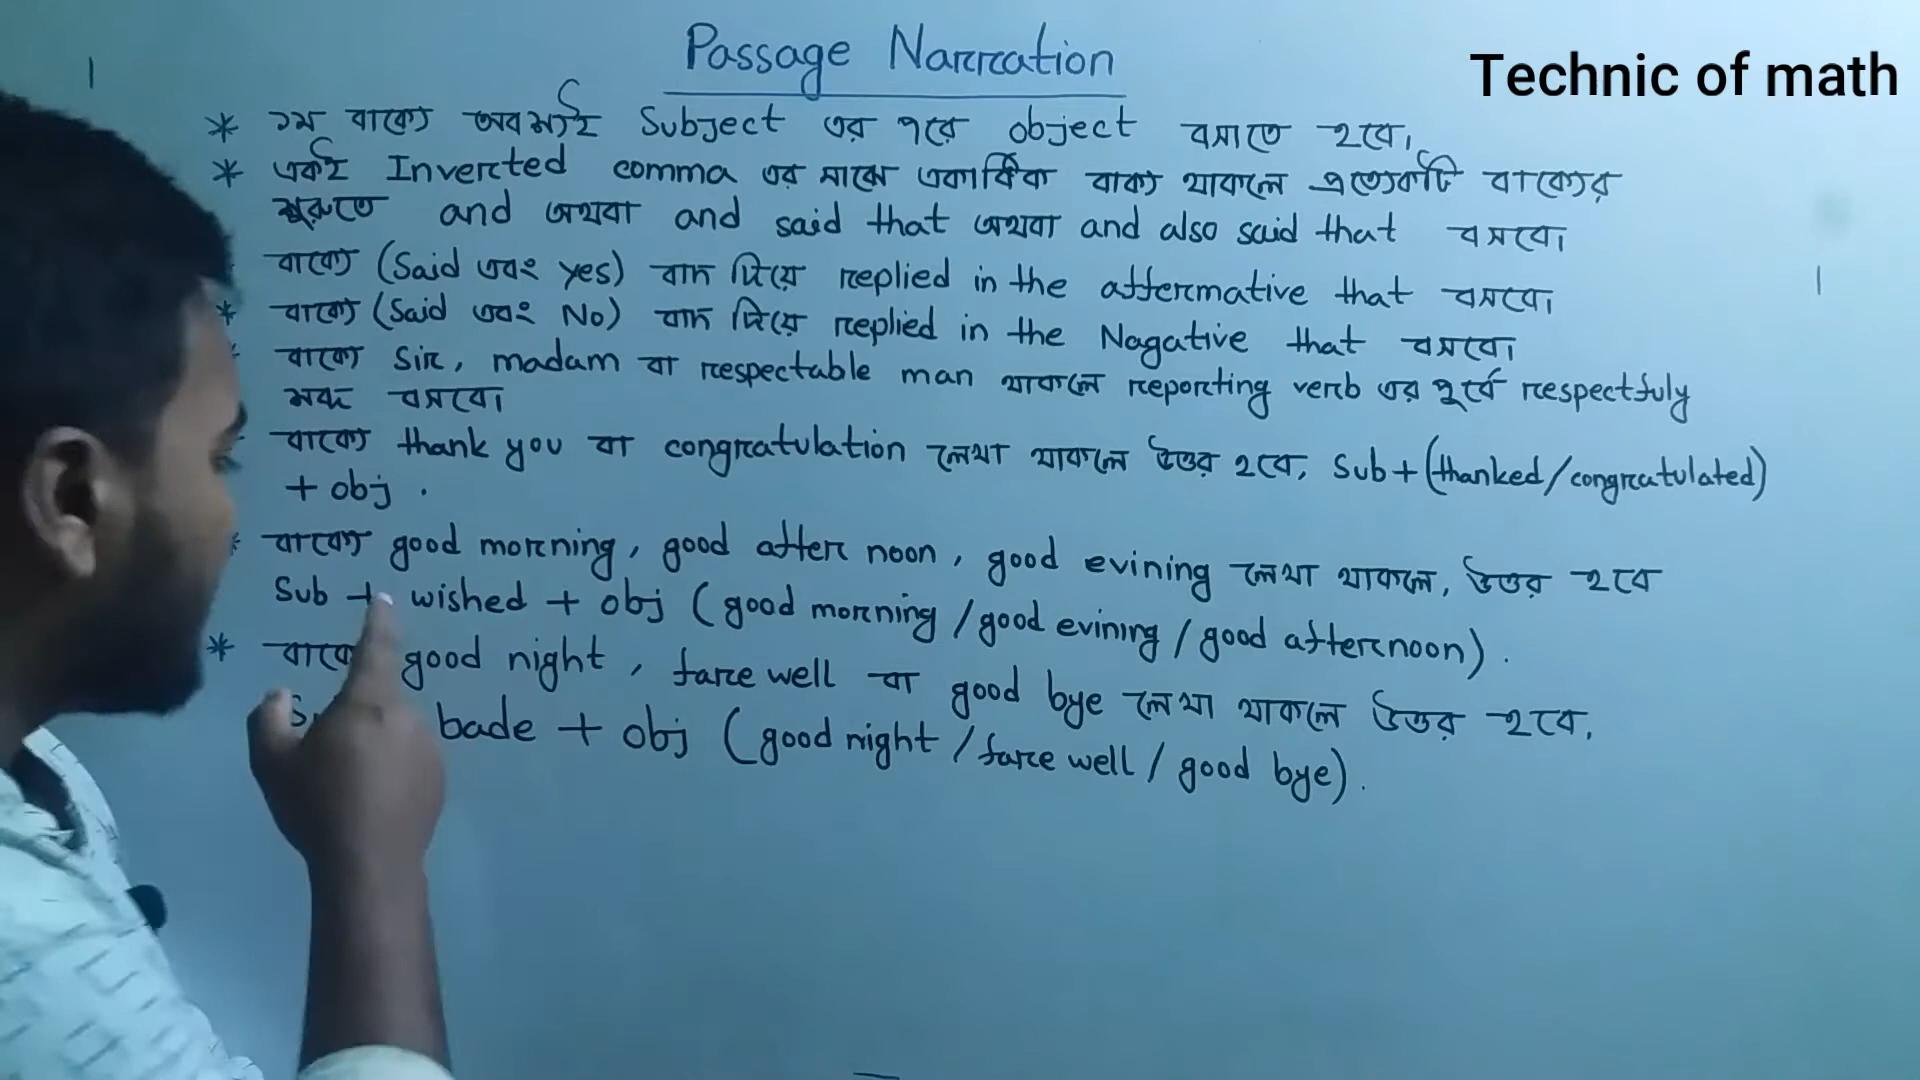 Passage Narration
Technic of math
* ১ম বাক্যে অবশ্যই Subject এর পরে object বসাতে হবে।
* একই Inverted comma এর মাঝে একাধিক বাক্য থাকলে প্রত্যেকটি বাক্যের
শুরুতে and অথবা and said that অথবা and also said that বসবে।
বাক্যে (Said এবং yes) বাদ দিয়ে replied in the affermative that বসবে।
* বাক্যে (Said এবং No) বাদ দিয়ে replied in the Nagative that বসবে।
* বাক্যে Sir, madam বা respectable man থাকলে reporting verb এর পূর্বে respectfuly
শব্দ বসবে।
বাক্যে thank you বা congratulation লেখা থাকলে উত্তর হবে, Sub + (thanked/congratulated)
+ obj .
* বাক্যে good morning, good after noon, good evining লেখা থাকলে, উত্তর হবে
Sub + wished + obj (good morning / good evining / good afternoon).
* বাক্যে good night, fare well বা good bye লেখা থাকলে উত্তর হবে,
bade + obj (good night / fare well / good bye).